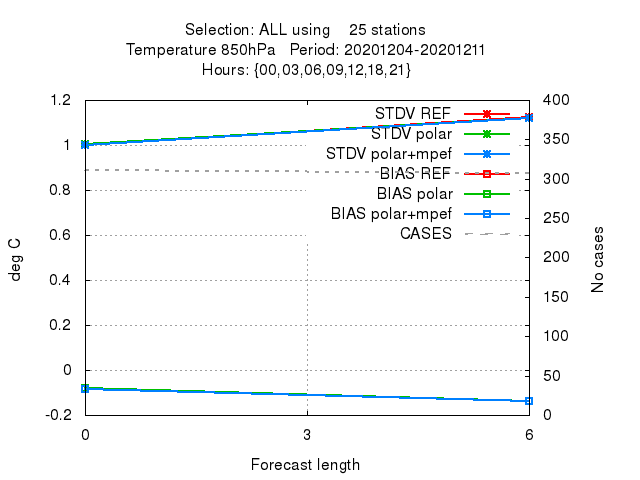 Selection: ALL using    25 stations
Temperature 850hPa   Period: 20201204-20201211
Hours: {00,03,06,09,12,18,21}
1.2
1
0.8
0.6
0.4
0.2
0
-0.2
deg C
STDV REF
STDV polar
STDV polar+mpef
BIAS REF
BIAS polar
BIAS polar+mpef
CASES
400
350
300
250
200
150
100
50
0
No cases
0 3 6
Forecast length